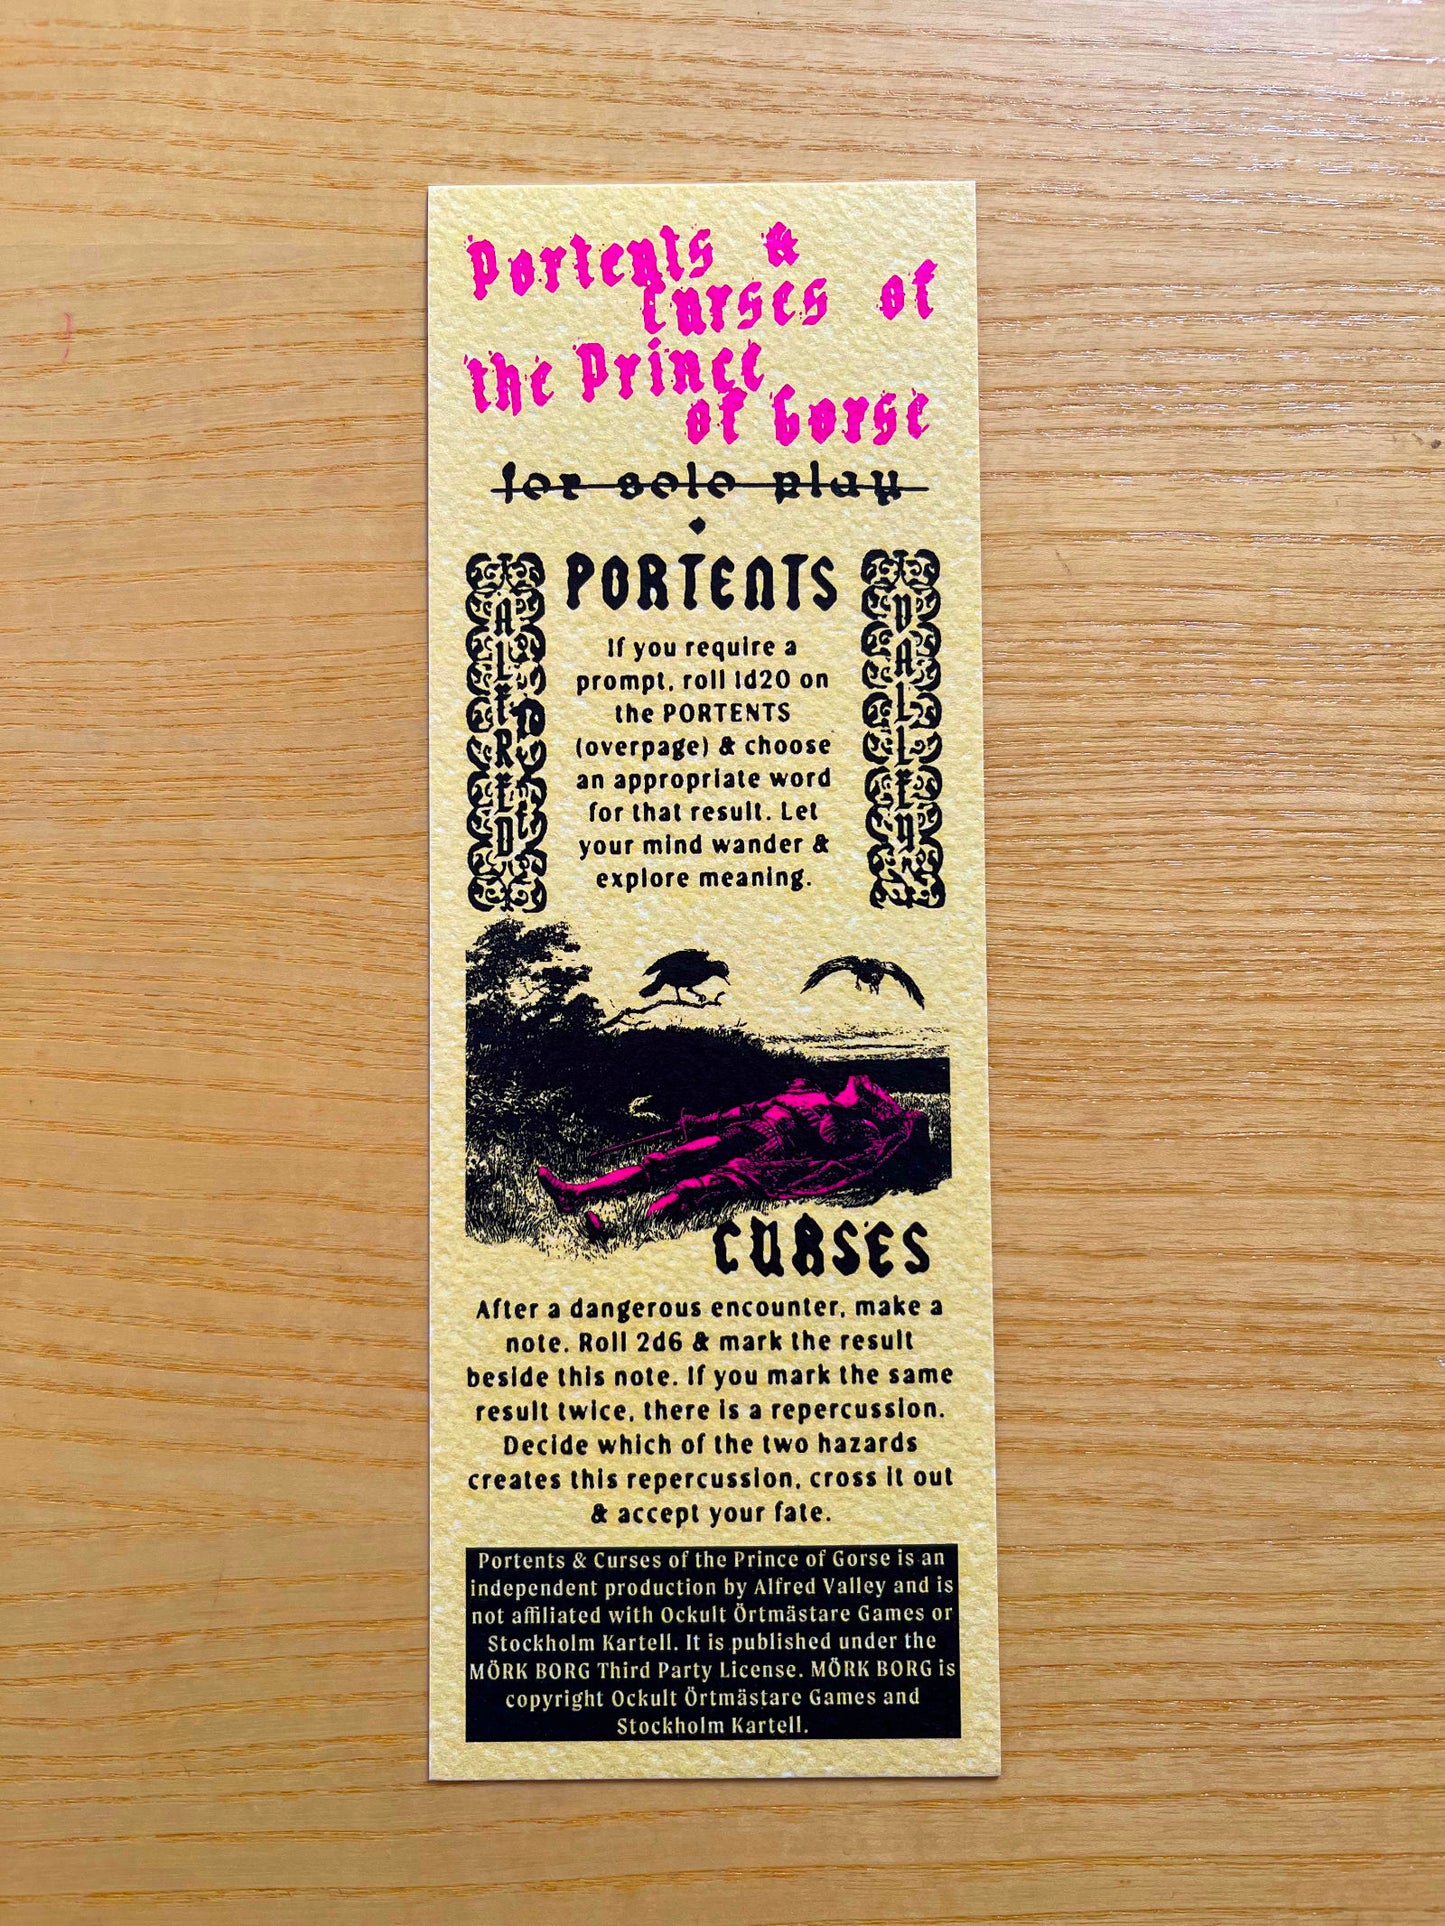 Portents &
Curses of
the Prince
of Gorse
for solo play
PORTENTS
ALFRED
VALLEY
If you require a
prompt, roll 1d20 on
the PORTENTS
(overpage) & choose
an appropriate word
for that result. Let
your mind wander &
explore meaning.
CURSES
After a dangerous encounter, make a
note. Roll 2d6 & mark the result
beside this note. If you mark the same
result twice, there is a repercussion.
Decide which of the two hazards
creates this repercussion, cross it out
& accept your fate.
Portents & Curses of the Prince of Gorse is an
independent production by Alfred Valley and is
not affiliated with Ockult Örtmästare Games or
Stockholm Kartell. It is published under the
MÖRK BORG Third Party License. MÖRK BORG is
copyright Ockult Örtmästare Games and
Stockholm Kartell.